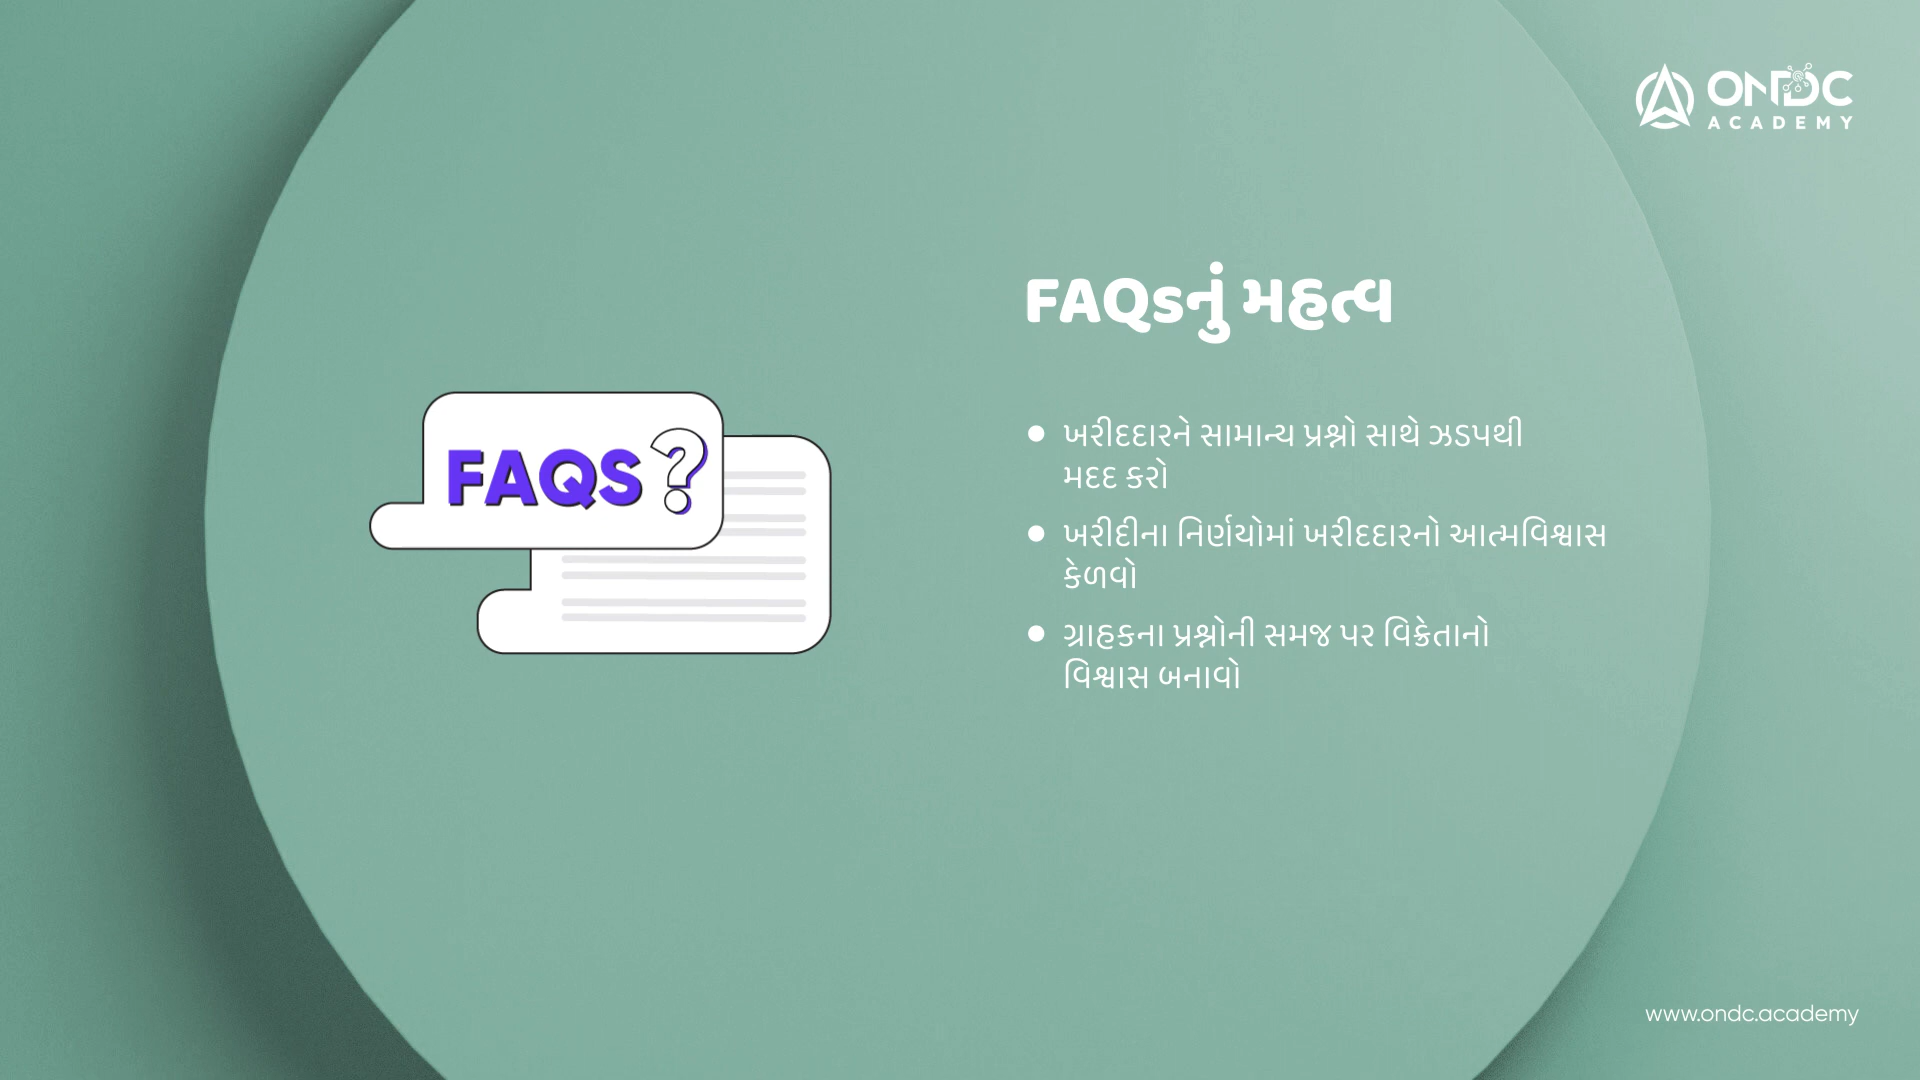 ONDC
ACADEMY
FAQsનું મહત્વ
FAQS?
ખરીદદારને સામાન્ય પ્રશ્નો સાથે ઝડપથી
મદદ કરો
ખરીદીના નિર્ણયોમાં ખરીદદારનો આત્મવિશ્વાસ
કેળવો
ગ્રાહકના પ્રશ્નોની સમજ પર વિક્રેતાનો
વિશ્વાસ બનાવો
www.ondc.academy